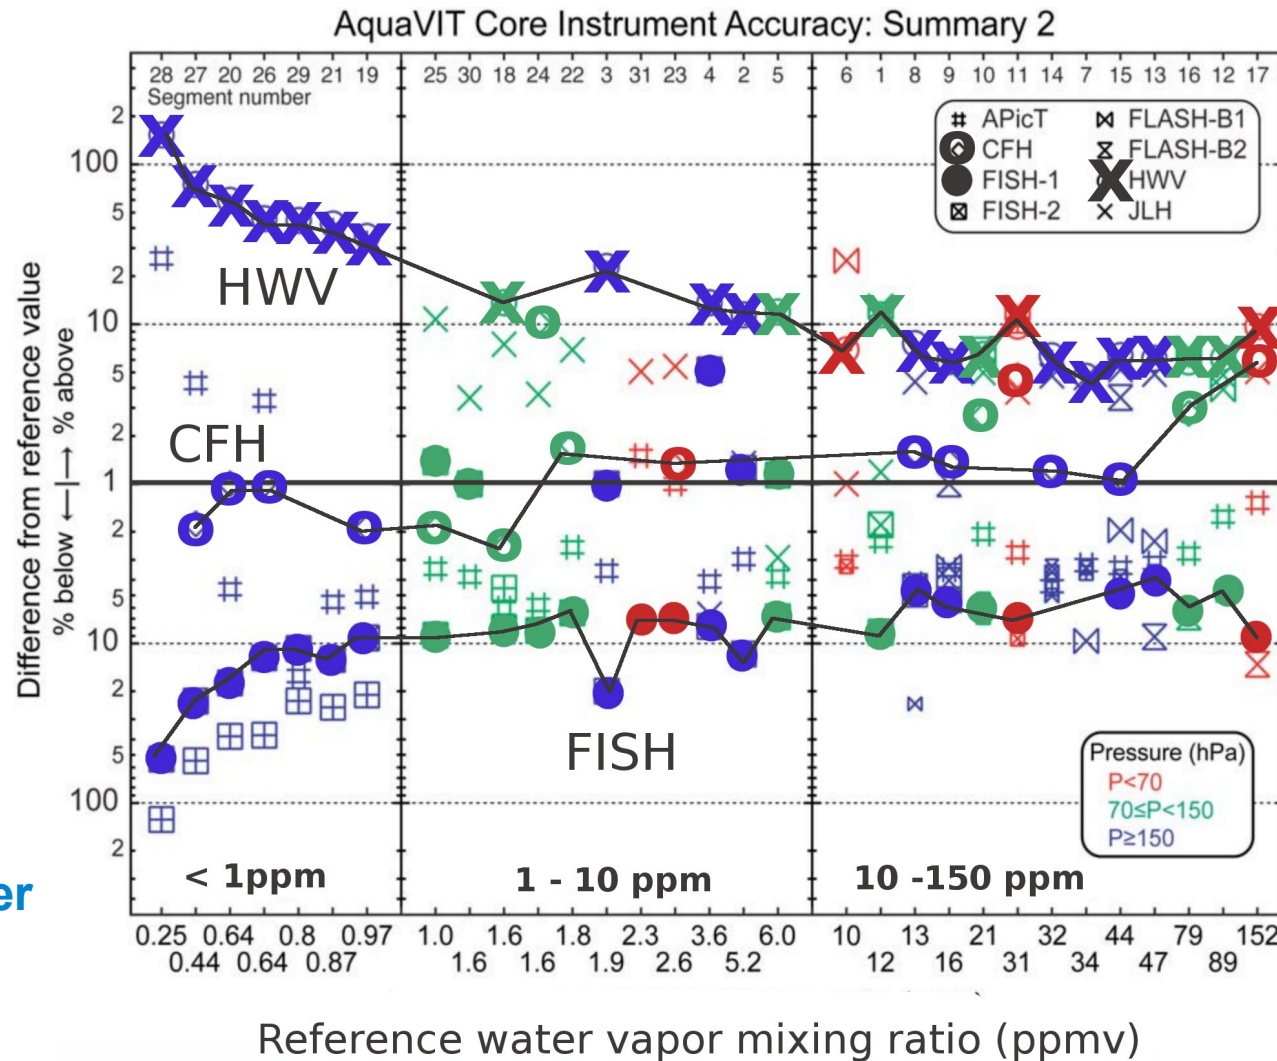 AquaVIT Core Instrument Accuracy: Summary 2
28 27 20 26 29 21 19 25 30 18 24 22 3 31 23 4 2 5 6 1 8 9 10 11 14 7 15 13 16 12 17
Segment number
APicT
CFH
FISH-1
FISH-2
FLASH-B1
FLASH-B2
HWV
JLH
Difference from reference value
% below ←|→ % above
2
100
5
2
10
5
2
1
2
5
10
2
5
100
2
HWV
CFH
FISH
Pressure (hPa)
P<70
70≤P<150
P≥150
< 1ppm
1 - 10 ppm
10 -150 ppm
er
0.25 0.64 0.8 0.97 1.0 1.6 1.8 2.3 3.6 6.0 10 13 21 32 44 79 152
0.44 0.64 0.87 1.6 1.6 1.9 2.6 5.2 12 16 31 34 47 89
Reference water vapor mixing ratio (ppmv)